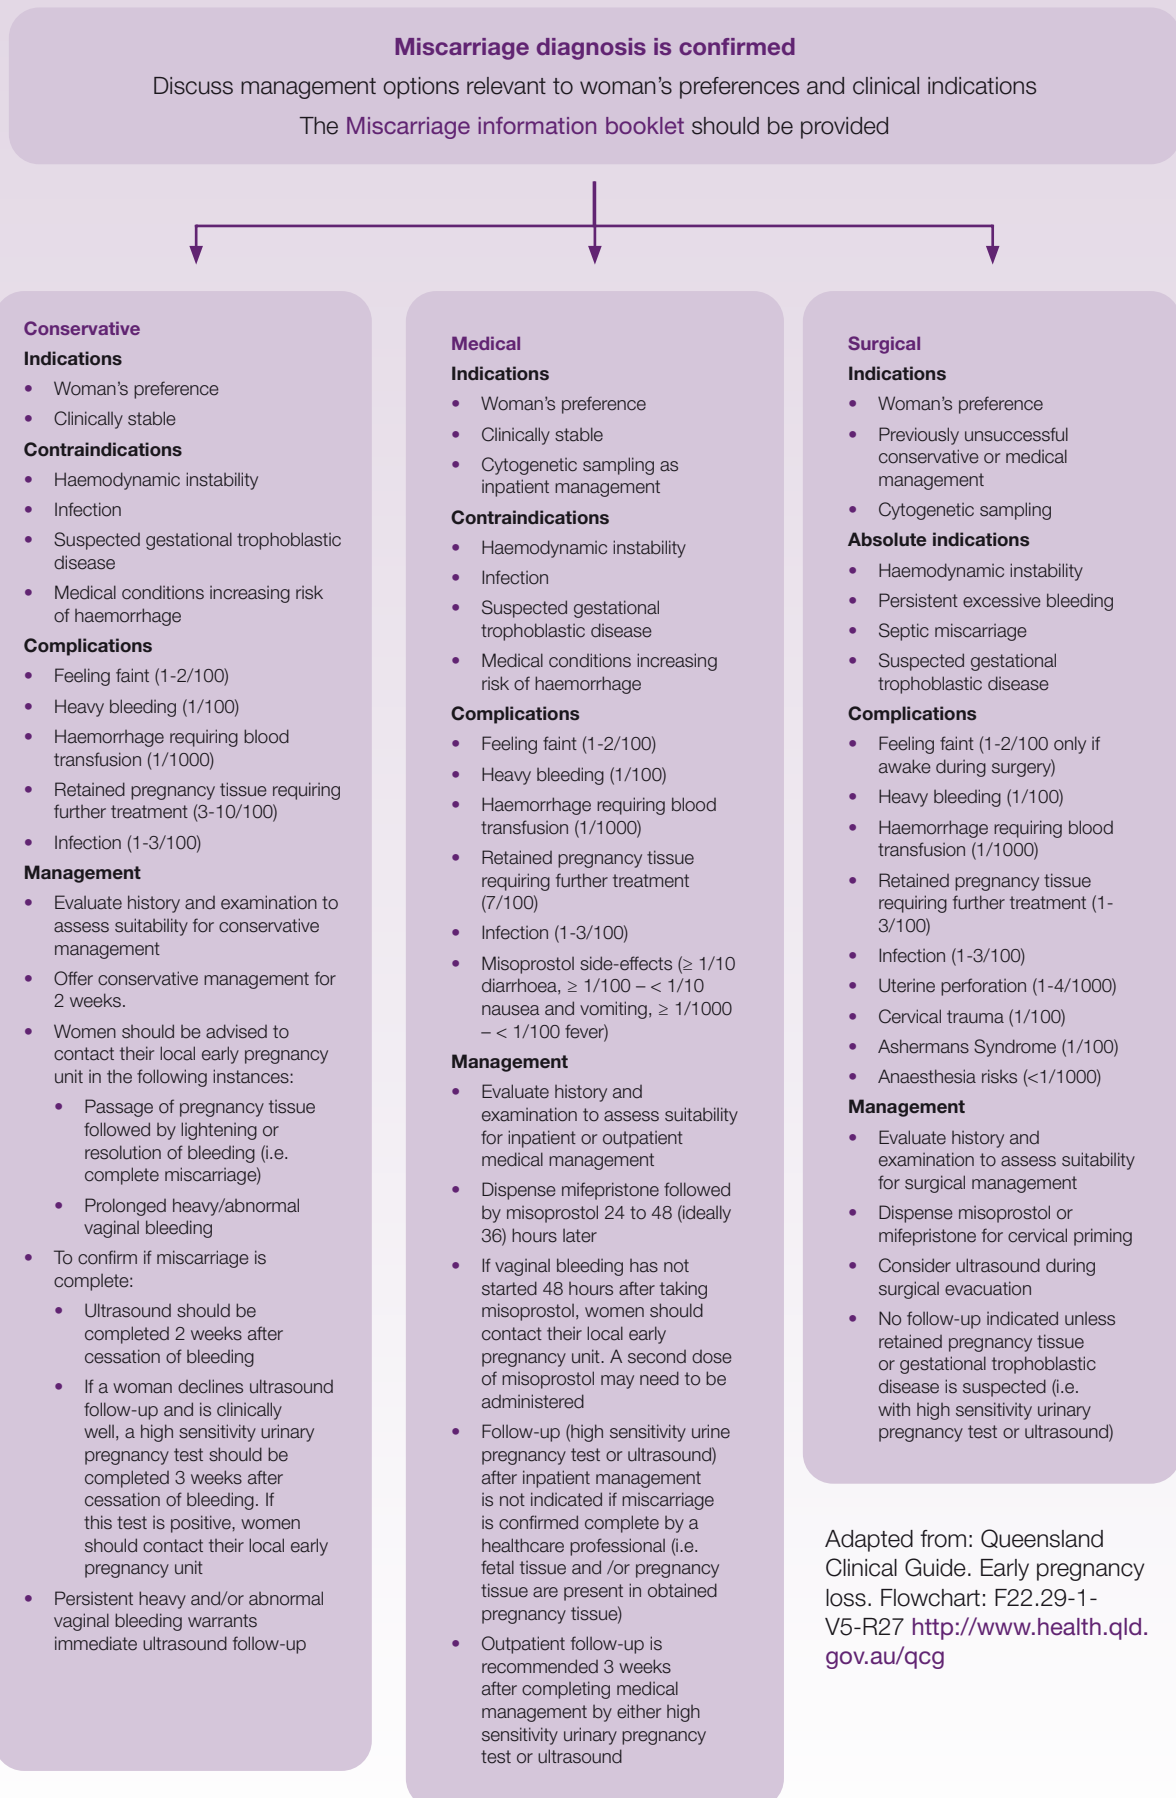 Miscarriage diagnosis is confirmed
Discuss management options relevant to woman's preferences and clinical indications
The Miscarriage information booklet should be provided
Conservative
Indications
• Woman's preference
• Clinically stable
Contraindications
• Haemodynamic instability
• Infection
• Suspected gestational trophoblastic
disease
• Medical conditions increasing risk
of haemorrhage
Complications
• Feeling faint (1-2/100)
• Heavy bleeding (1/100)
• Haemorrhage requiring blood
transfusion (1/1000)
• Retained pregnancy tissue requiring
further treatment (3-10/100)
• Infection (1-3/100)
Management
• Evaluate history and examination to
assess suitability for conservative
management
• Offer conservative management for
2 weeks.
• Women should be advised to
contact their local early pregnancy
unit in the following instances:
• Passage of pregnancy tissue
followed by lightening or
resolution of bleeding (i.e.
complete miscarriage)
• Prolonged heavy/abnormal
vaginal bleeding
• To confirm if miscarriage is
complete:
• Ultrasound should be
completed 2 weeks after
cessation of bleeding
• If a woman declines ultrasound
follow-up and is clinically
well, a high sensitivity urinary
pregnancy test should be
completed 3 weeks after
cessation of bleeding. If
this test is positive, women
should contact their local early
pregnancy unit
• Persistent heavy and/or abnormal
vaginal bleeding warrants
immediate ultrasound follow-up
Medical
Indications
• Woman's preference
• Clinically stable
• Cytogenetic sampling as
inpatient management
Contraindications
• Haemodynamic instability
• Infection
• Suspected gestational
trophoblastic disease
• Medical conditions increasing
risk of haemorrhage
Complications
• Feeling faint (1-2/100)
• Heavy bleeding (1/100)
• Haemorrhage requiring blood
transfusion (1/1000)
• Retained pregnancy tissue
requiring further treatment
(7/100)
• Infection (1-3/100)
• Misoprostol side-effects (≥ 1/10
diarrhoea, ≥ 1/100 – < 1/10
nausea and vomiting, ≥ 1/1000
– < 1/100 fever)
Management
• Evaluate history and
examination to assess suitability
for inpatient or outpatient
medical management
• Dispense mifepristone followed
by misoprostol 24 to 48 (ideally
36) hours later
• If vaginal bleeding has not
started 48 hours after taking
misoprostol, women should
contact their local early
pregnancy unit. A second dose
of misoprostol may need to be
administered
• Follow-up (high sensitivity urine
pregnancy test or ultrasound)
after inpatient management
is not indicated if miscarriage
is confirmed complete by a
healthcare professional (i.e.
fetal tissue and /or pregnancy
tissue are present in obtained
pregnancy tissue)
• Outpatient follow-up is
recommended 3 weeks
after completing medical
management by either high
sensitivity urinary pregnancy
test or ultrasound
Surgical
Indications
• Woman's preference
• Previously unsuccessful
conservative or medical
management
• Cytogenetic sampling
Absolute indications
• Haemodynamic instability
• Persistent excessive bleeding
• Septic miscarriage
• Suspected gestational
trophoblastic disease
Complications
• Feeling faint (1-2/100 only if
awake during surgery)
• Heavy bleeding (1/100)
• Haemorrhage requiring blood
transfusion (1/1000)
• Retained pregnancy tissue
requiring further treatment (1-
3/100)
• Infection (1-3/100)
• Uterine perforation (1-4/1000)
• Cervical trauma (1/100)
• Ashermans Syndrome (1/100)
• Anaesthesia risks (<1/1000)
Management
• Evaluate history and
examination to assess suitability
for surgical management
• Dispense misoprostol or
mifepristone for cervical priming
• Consider ultrasound during
surgical evacuation
• No follow-up indicated unless
retained pregnancy tissue
or gestational trophoblastic
disease is suspected (i.e.
with high sensitivity urinary
pregnancy test or ultrasound)
Adapted from: Queensland
Clinical Guide. Early pregnancy
loss. Flowchart: F22.29-1-
V5-R27 http://www.health.qld.
gov.au/qcg